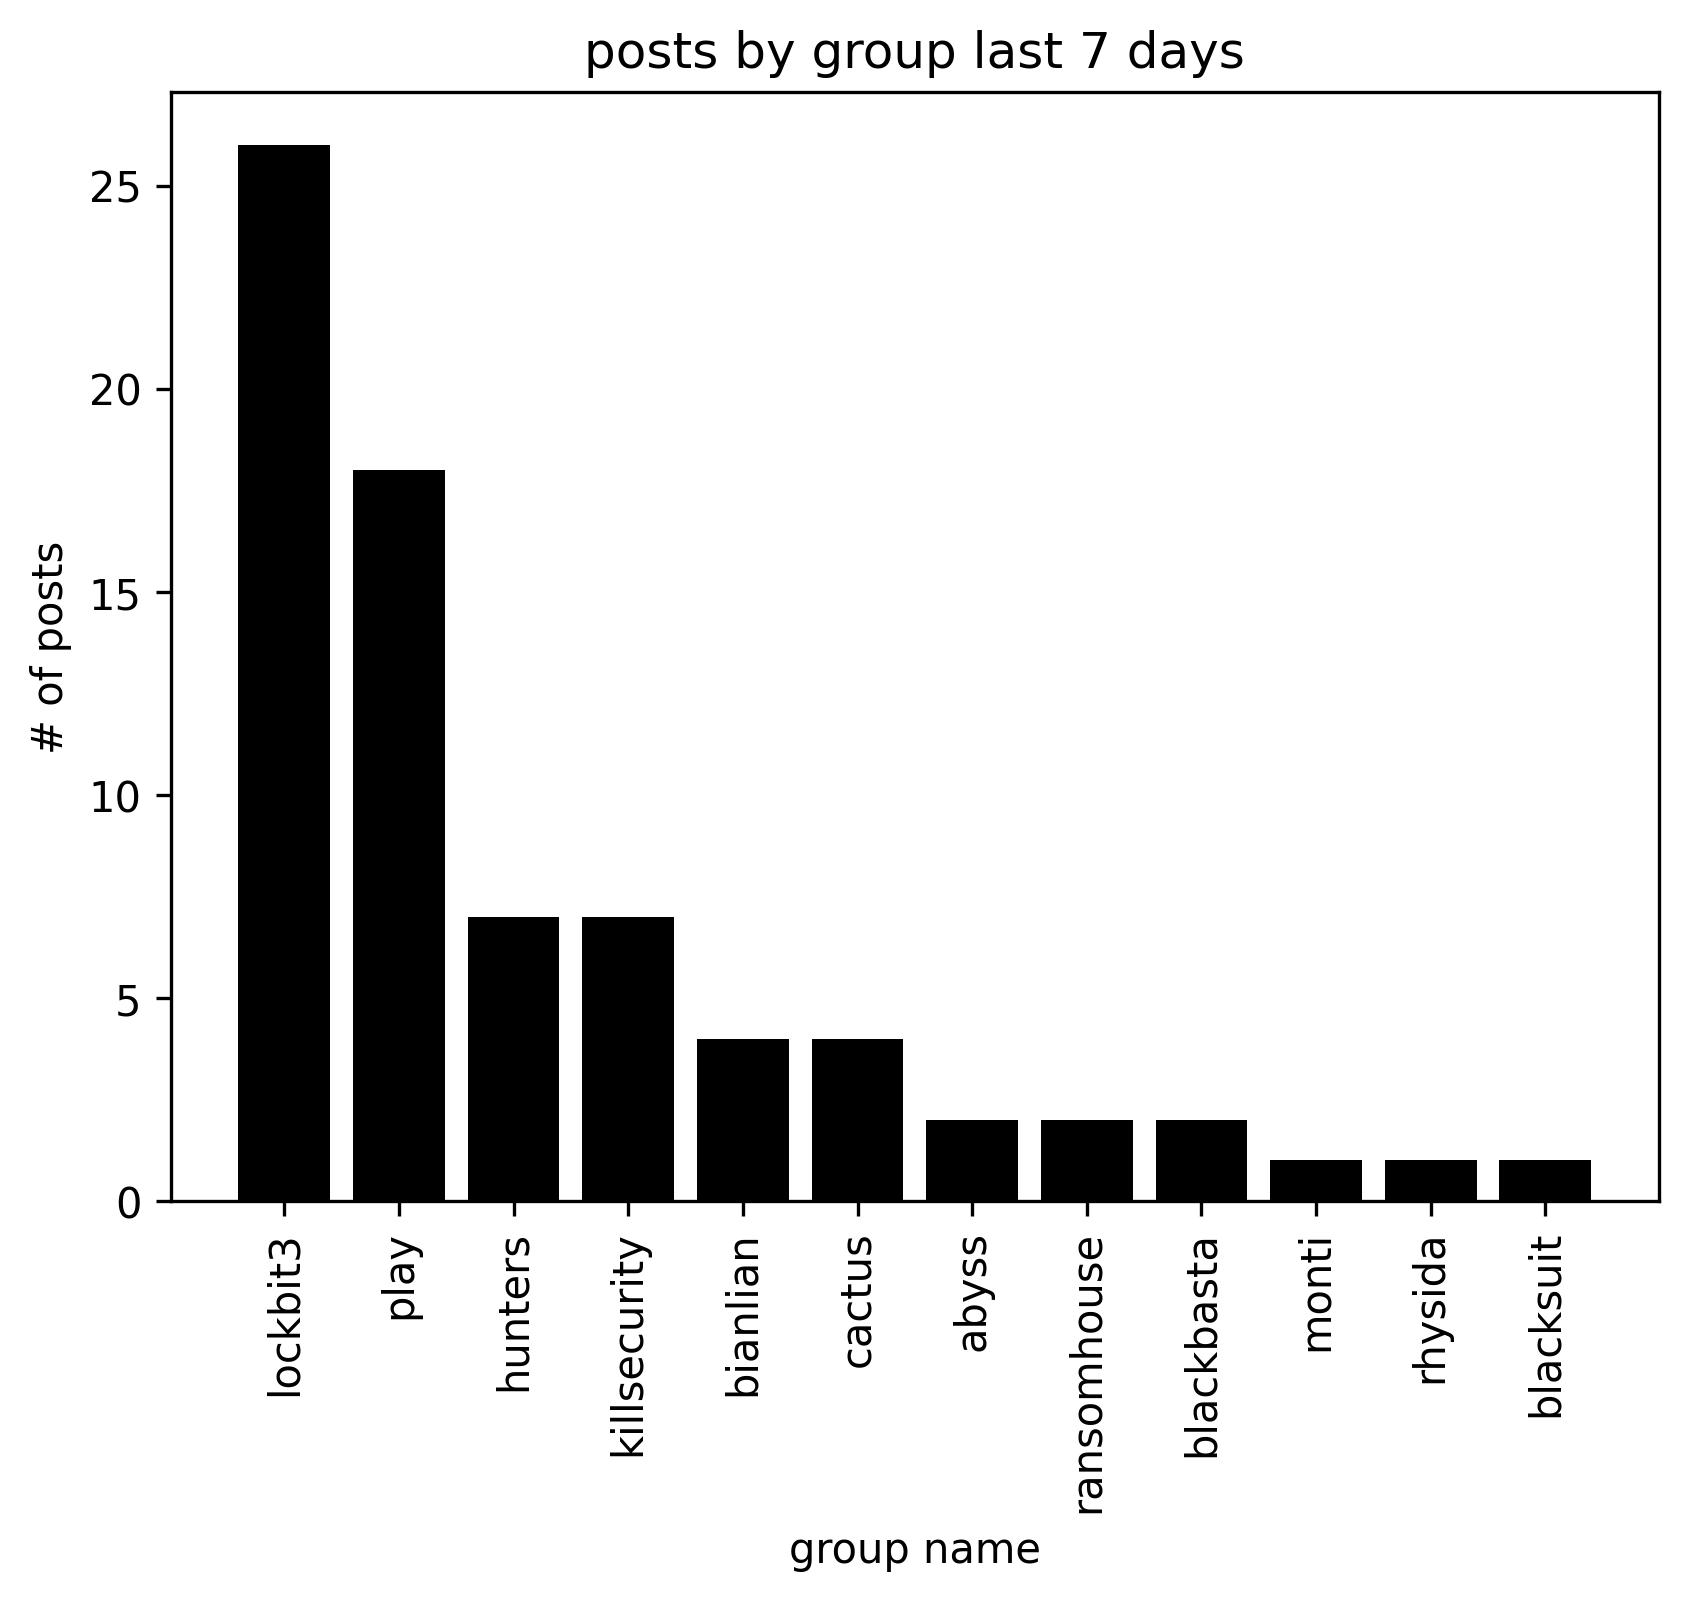 posts by group last 7 days
# of posts
25
20
15
10
5
0
lockbit3
play
hunters
killsecurity
bianlian
cactus
abyss
ransomhouse
blackbasta
monti
rhysida
blacksuit
group name